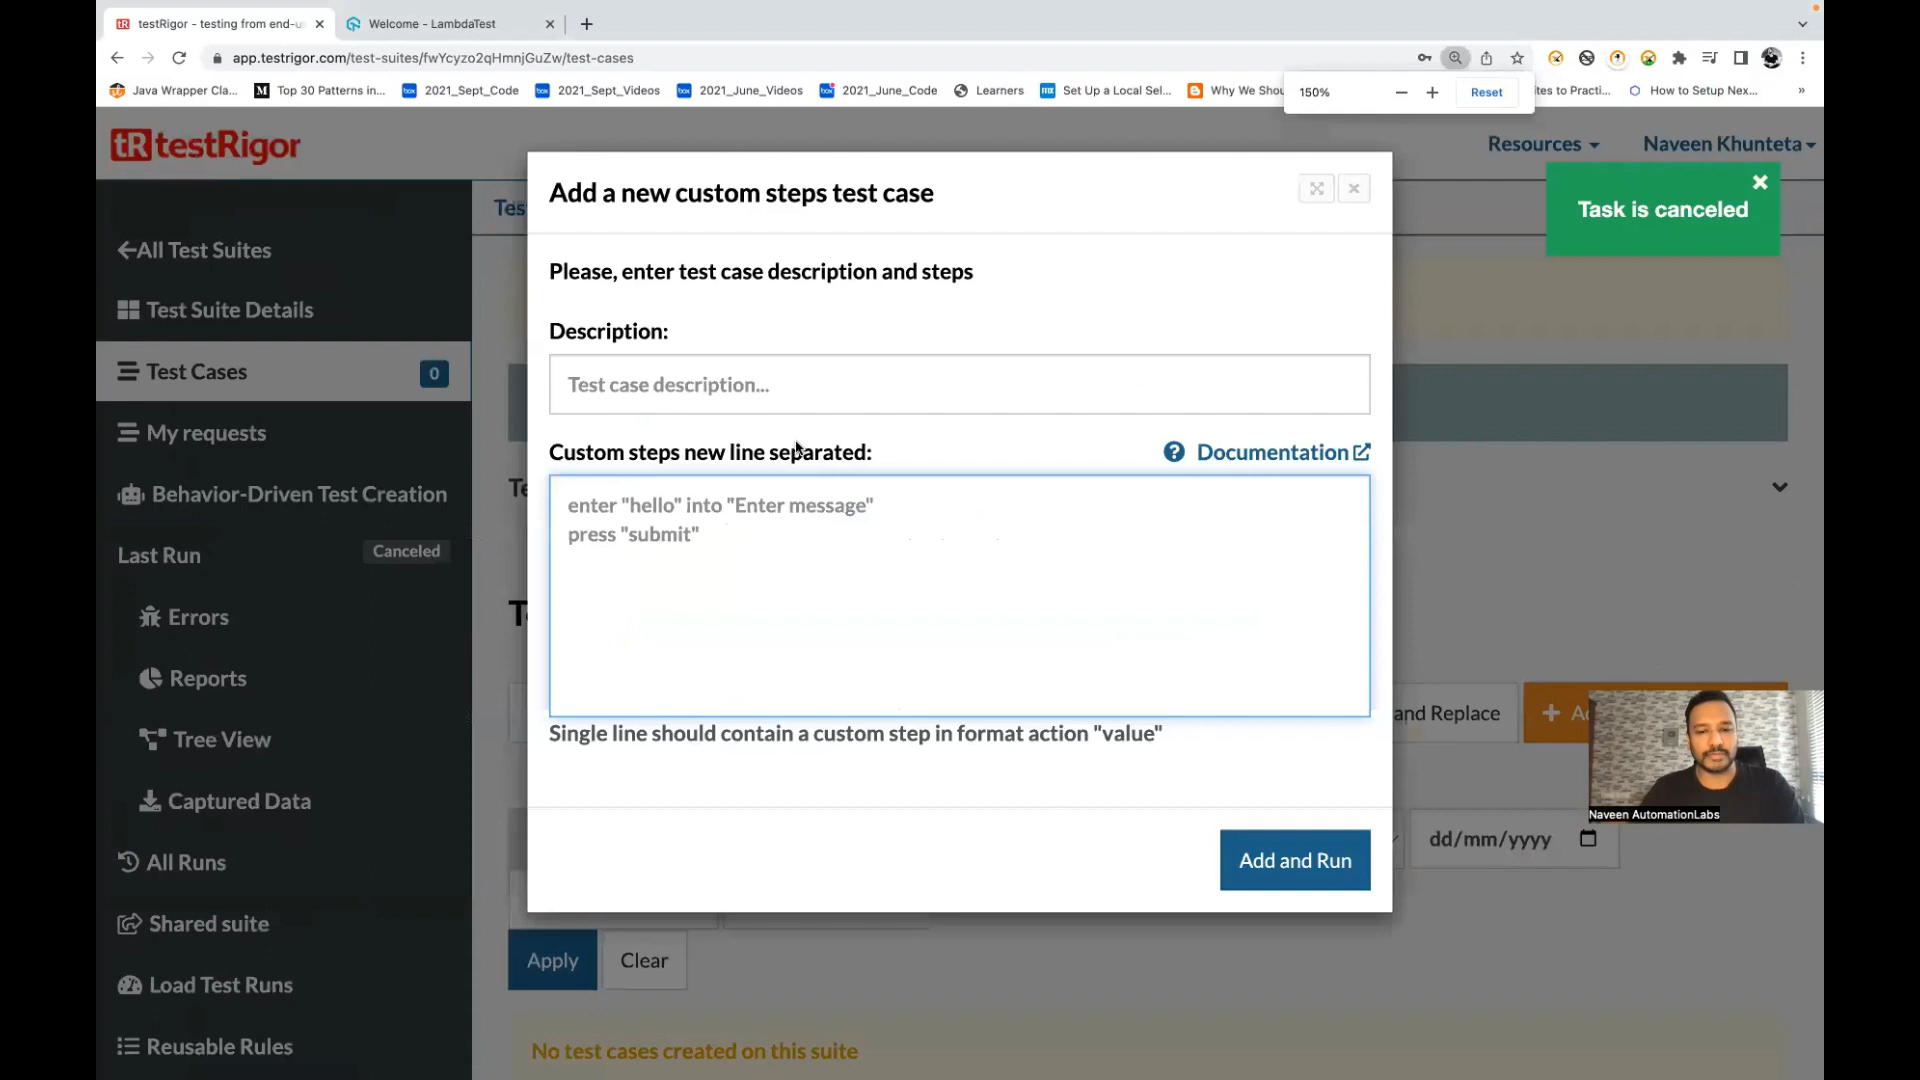 testRigor - testing from end-u
Welcome - LambdaTest
app.testrigor.com/test-suites/fwYcyzo2qHmnjGuZw/test-cases
Java Wrapper Cla...
Top 30 Patterns in...
2021_Sept_Code
2021_Sept_Videos
2021_June_Videos
2021_June_Code
Learners
Set Up a Local Sel...
Why We Shou
ites to Practi...
How to Setup Nex...
»
150%
Reset
tR testRigor
Resources
Naveen Khunteta
Task is canceled
Add a new custom steps test case
Tes
All Test Suites
Please, enter test case description and steps
Test Suite Details
Description:
Test Cases
0
Test case description...
My requests
Custom steps new line separated:
Documentation
Behavior-Driven Test Creation
enter "hello" into "Enter message"
press "submit"
Last Run
Canceled
Errors
Reports
and Replace
Single line should contain a custom step in format action "value"
Tree View
Captured Data
Naveen AutomationLabs
dd/mm/yyyy
All Runs
Add and Run
Shared suite
Apply
Clear
Load Test Runs
Reusable Rules
No test cases created on this suite